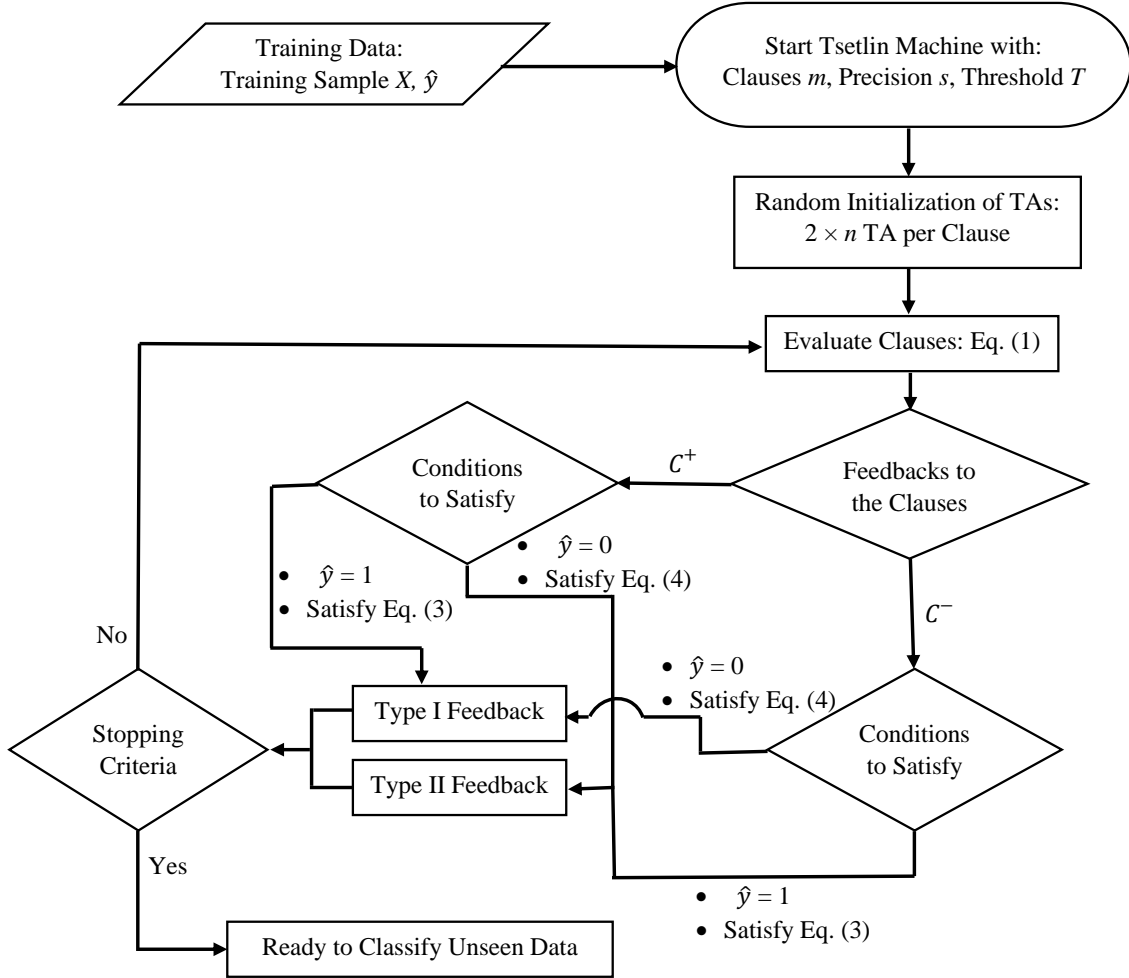 Training Data:
Training Sample X, ŷ
Start Tsetlin Machine with:
Clauses m, Precision s, Threshold T
Random Initialization of TAs:
2 × n TA per Clause
Evaluate Clauses: Eq. (1)
Feedbacks to
the Clauses
C⁺
Conditions
to Satisfy
• ŷ = 0
• Satisfy Eq. (4)
• ŷ = 1
• Satisfy Eq. (3)
C⁻
No
• ŷ = 0
• Satisfy Eq. (4)
Type I Feedback
Stopping
Criteria
Conditions
to Satisfy
Type II Feedback
Yes
• ŷ = 1
• Satisfy Eq. (3)
Ready to Classify Unseen Data